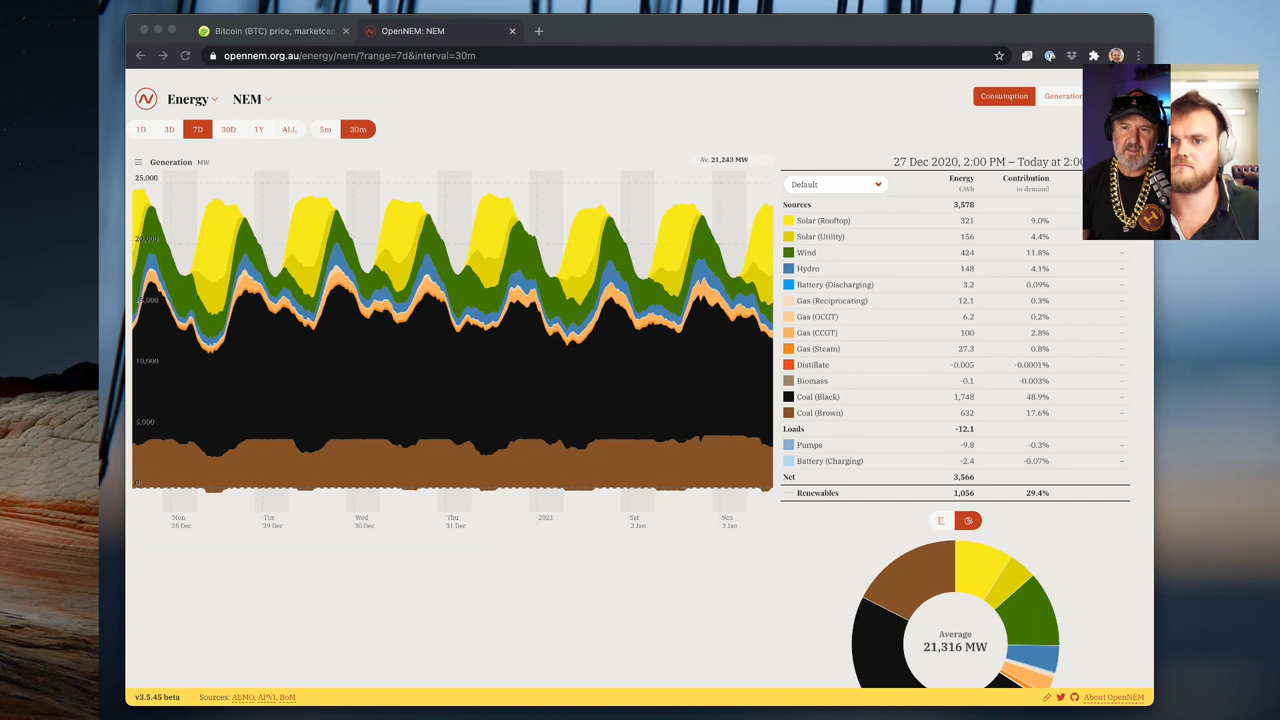 Bitcoin (BTC) price, marketcap
OpenNEM: NEM
opennem.org.au/energy/nem/?range=7d&interval=30m
Energy NEM
Consumption Generation
1D 3D 7D 30D 1Y ALL 5m 30m
Generation MW
Av. 21,243 MW
27 Dec 2020, 2:00 PM – Today at 2:00
25,000
20,000
15,000
10,000
5,000
0
Mon
28 Dec
Tue
29 Dec
Wed
30 Dec
Thu
31 Dec
2021
Sat
2 Jan
Sun
3 Jan
Default Energy GWh Contribution to demand
Sources 3,578
Solar (Rooftop) 321 9.0%
Solar (Utility) 156 4.4%
Wind 424 11.8% –
Hydro 148 4.1% –
Battery (Discharging) 3.2 0.09% –
Gas (Reciprocating) 12.1 0.3% –
Gas (OCGT) 6.2 0.2% –
Gas (CCGT) 100 2.8% –
Gas (Steam) 27.3 0.8% –
Distillate -0.005 -0.0001% –
Biomass -0.1 -0.003% –
Coal (Black) 1,748 48.9% –
Coal (Brown) 632 17.6% –
Loads -12.1
Pumps -9.8 -0.3% –
Battery (Charging) -2.4 -0.07% –
Net 3,566
Renewables 1,056 29.4%
Average
21,316 MW
v3.5.45 beta
Sources: AEMO, APVI, BoM
About OpenNEM